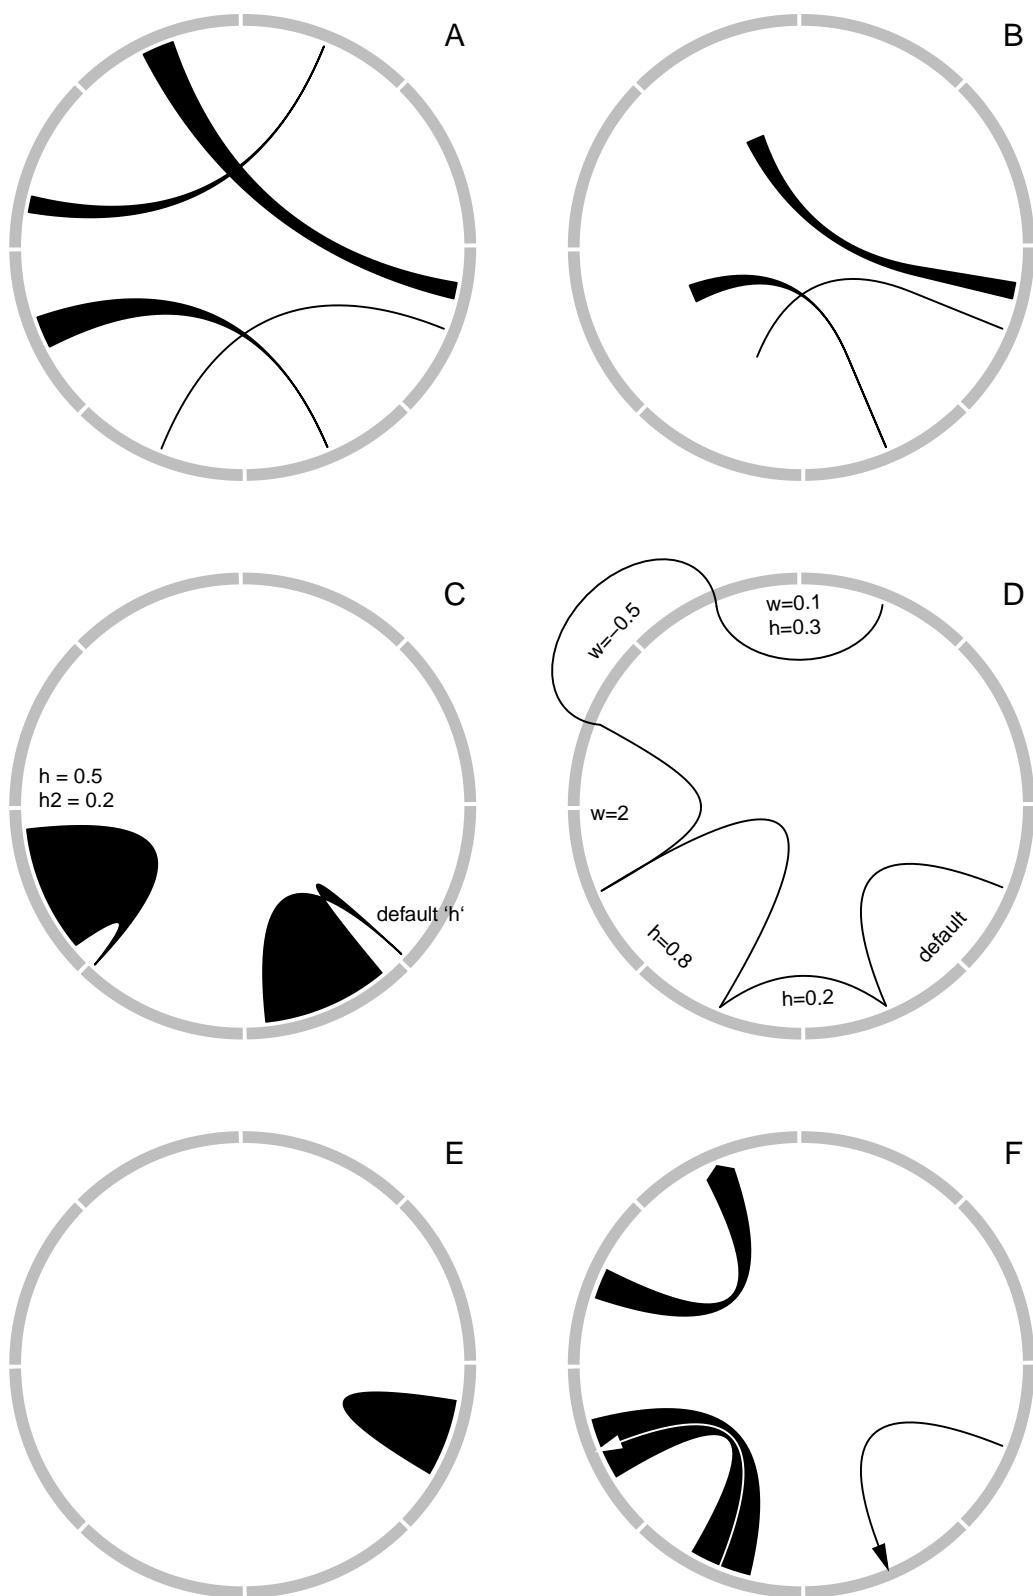 A
B
C
D
w=−0.5
w=0.1
h=0.3
h = 0.5
h2 = 0.2
default ‘h‘
w=2
h=0.8
h=0.2
default
E
F